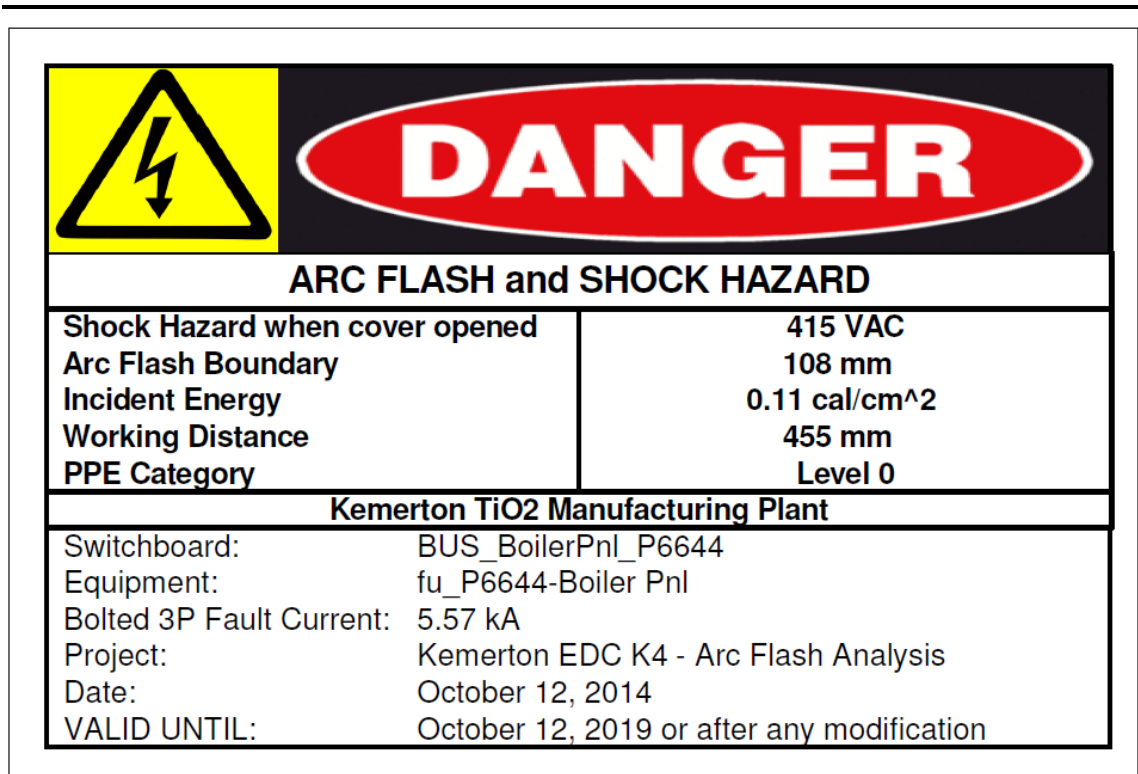 DANGER
ARC FLASH and SHOCK HAZARD
Shock Hazard when cover opened 415 VAC
Arc Flash Boundary 108 mm
Incident Energy 0.11 cal/cm^2
Working Distance 455 mm
PPE Category Level 0
Kemerton TiO2 Manufacturing Plant
Switchboard: BUS_BoilerPnl_P6644
Equipment: fu_P6644-Boiler Pnl
Bolted 3P Fault Current: 5.57 kA
Project: Kemerton EDC K4 - Arc Flash Analysis
Date: October 12, 2014
VALID UNTIL: October 12, 2019 or after any modification